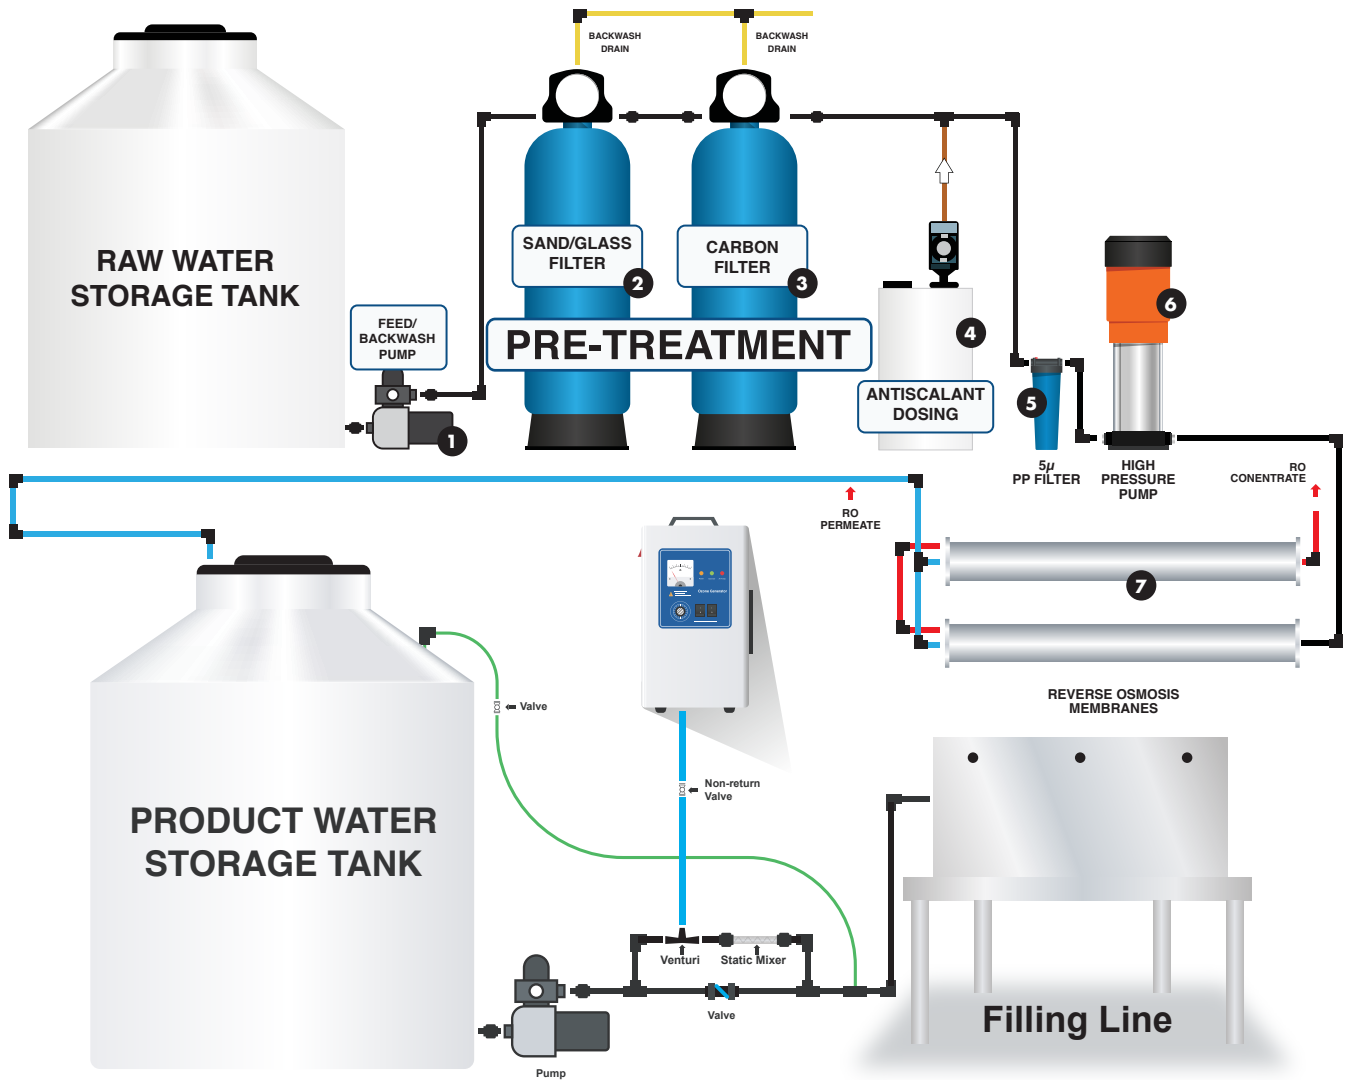 BACKWASH
DRAIN
BACKWASH
DRAIN
RAW WATER
STORAGE TANK
SAND/GLASS
FILTER
2
CARBON
FILTER
3
FEED/
BACKWASH
PUMP
1
PRE-TREATMENT
4
ANTISCALANT
DOSING
5
5µ
PP FILTER
6
HIGH
PRESSURE
PUMP
RO
CONENTRATE
RO
PERMEATE
7
REVERSE OSMOSIS
MEMBRANES
Ozone Generator
Valve
Non-return
Valve
PRODUCT WATER
STORAGE TANK
Venturi
Static Mixer
Valve
Pump
Filling Line